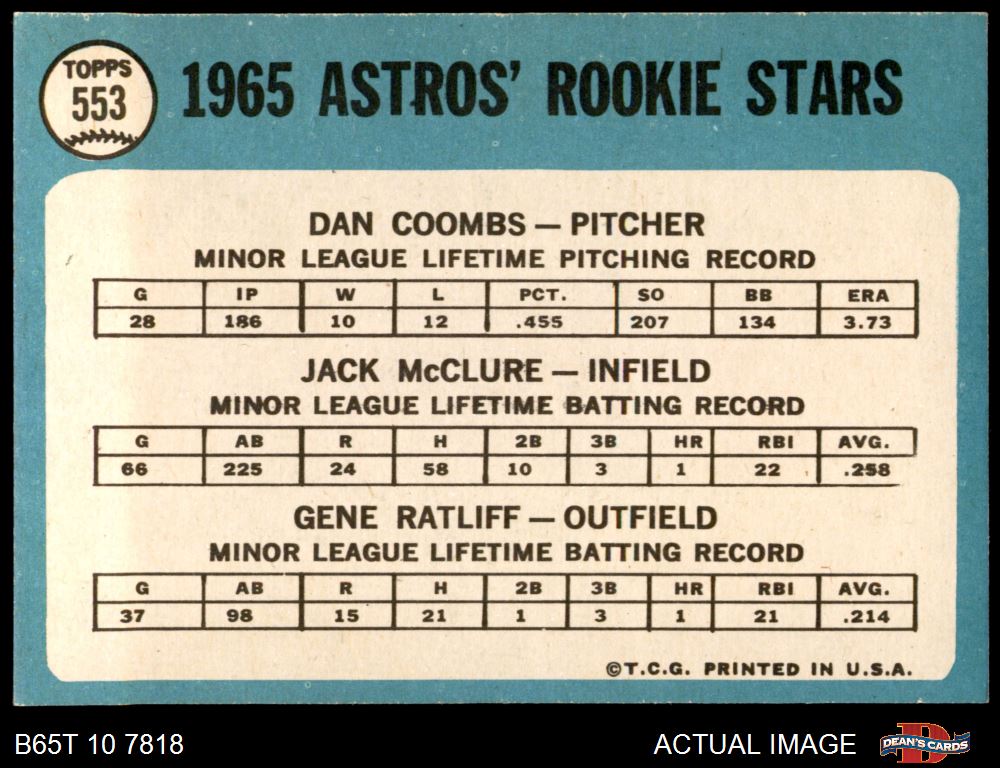 TOPPS
553
1965 ASTROS' ROOKIE STARS
DAN COOMBS — PITCHER
MINOR LEAGUE LIFETIME PITCHING RECORD
G IP W L PCT. SO BB ERA
28 186 10 12 .455 207 134 3.73
JACK McCLURE — INFIELD
MINOR LEAGUE LIFETIME BATTING RECORD
G AB R H 2B 3B HR RBI AVG.
66 225 24 58 10 3 1 22 .258
GENE RATLIFF — OUTFIELD
MINOR LEAGUE LIFETIME BATTING RECORD
G AB R H 2B 3B HR RBI AVG.
37 98 15 21 1 3 1 21 .214
©T.C.G. PRINTED IN U.S.A.
B65T 10 7818 ACTUAL IMAGE DEAN'S CARDS